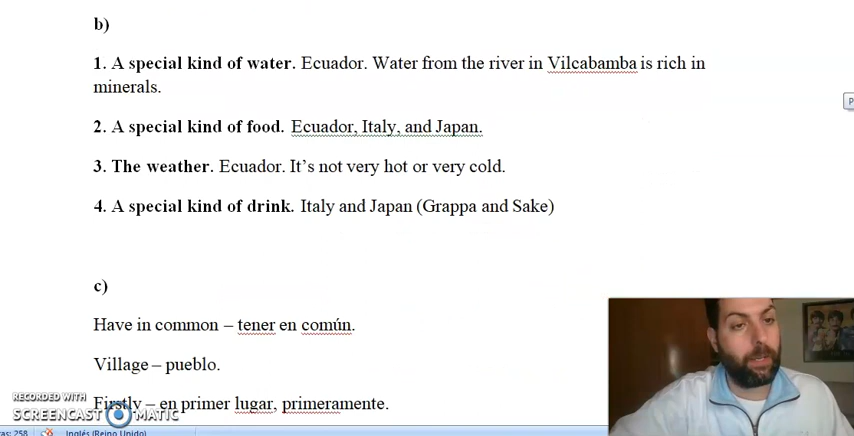 b)
1. A special kind of water. Ecuador. Water from the river in Vilcabamba is rich in
minerals.
2. A special kind of food. Ecuador, Italy, and Japan.
3. The weather. Ecuador. It's not very hot or very cold.
4. A special kind of drink. Italy and Japan (Grappa and Sake)
c)
Have in common – tener en común.
Village – pueblo.
Firstly – en primer lugar, primeramente.
RECORDED WITH
SCREENCAST MATIC
as: 258 Inglés (Reino Unido)
P